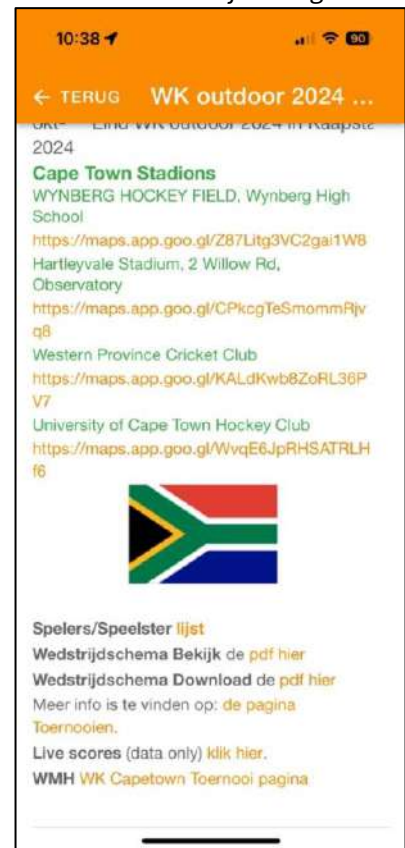 10:38
90
← TERUG WK outdoor 2024 ...
2024
Cape Town Stadions
WYNBERG HOCKEY FIELD, Wynberg High
School
https://maps.app.goo.gl/Z87Litg3VC2gai1W8
Hartleyvale Stadium, 2 Willow Rd,
Observatory
https://maps.app.goo.gl/CPkcgTeSmommRjv
q8
Western Province Cricket Club
https://maps.app.goo.gl/KALdKwb8ZoRL36P
V7
University of Cape Town Hockey Club
https://maps.app.goo.gl/WvqE6JpRHSATRLH
f6
Spelers/Speelster lijst
Wedstrijdschema Bekijk de pdf hier
Wedstrijdschema Download de pdf hier
Meer info is te vinden op: de pagina
Toernooien.
Live scores (data only) klik hier.
WMH WK Capetown Toernooi pagina